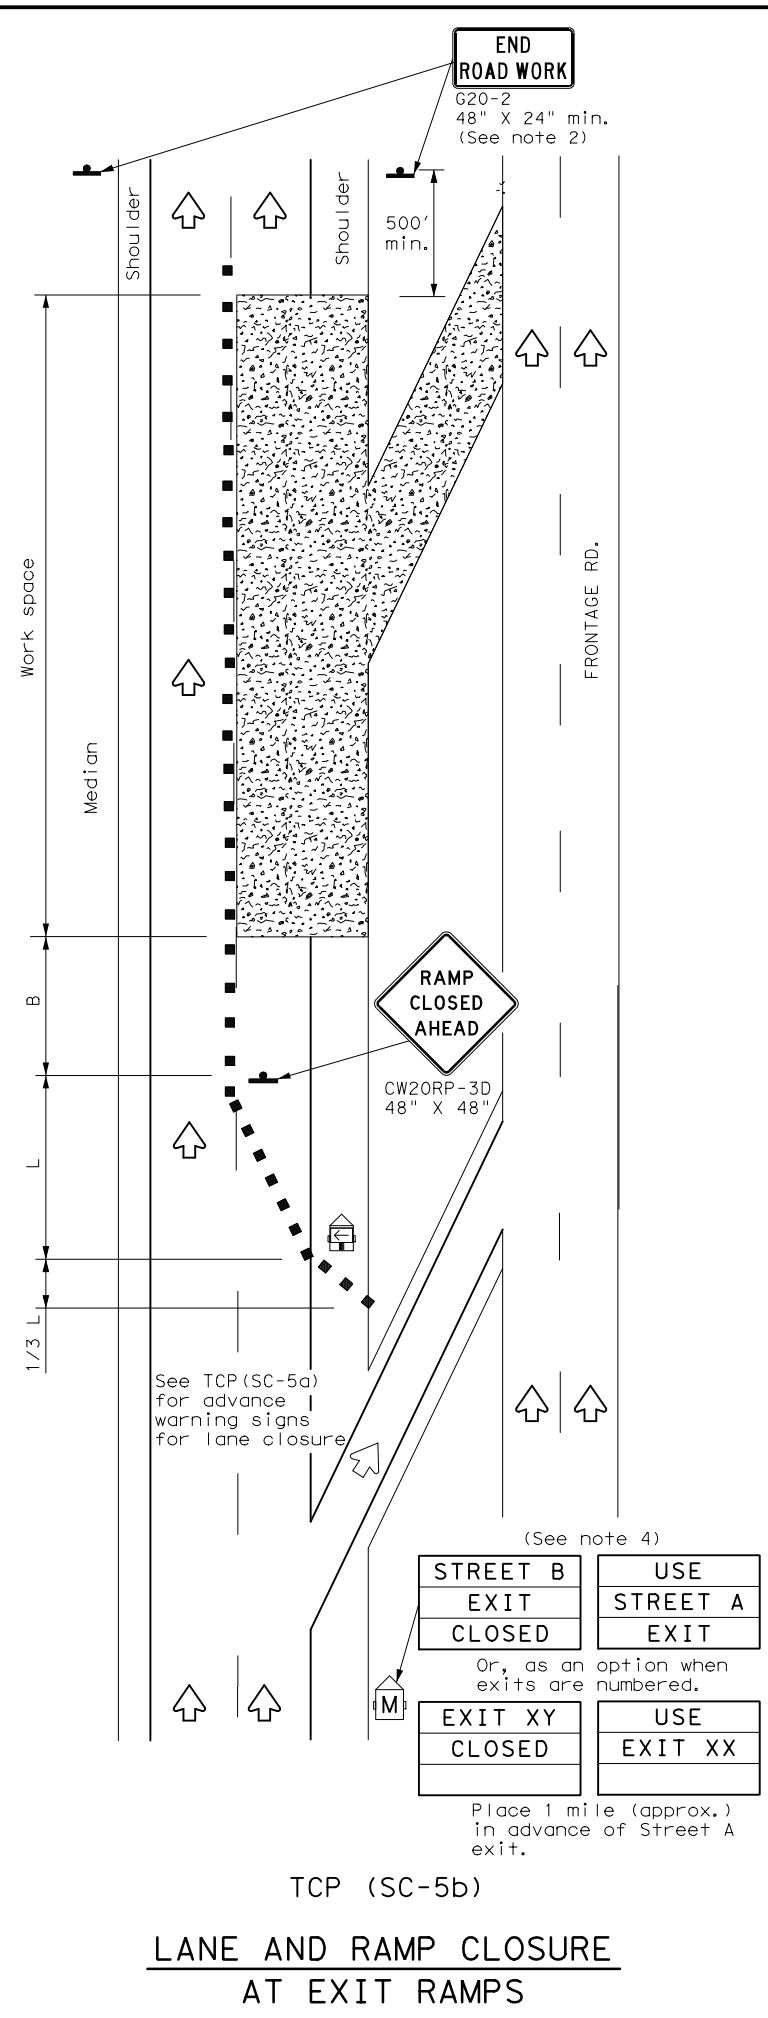 END
ROAD WORK
G20-2
48" X 24" min.
(See note 2)
Shoulder
Shoulder
500'
min.
Work space
FRONTAGE RD.
Median
B
RAMP
CLOSED
AHEAD
CW20RP-3D
48" X 48"
L
1/3 L
See TCP(SC-5a)
for advance
warning signs
for lane closure
(See note 4)
STREET B
EXIT
CLOSED
USE
STREET A
EXIT
Or, as an option when
exits are numbered.
M
EXIT XY
CLOSED
USE
EXIT XX
Place 1 mile (approx.)
in advance of Street A
exit.
TCP (SC-5b)
LANE AND RAMP CLOSURE
AT EXIT RAMPS